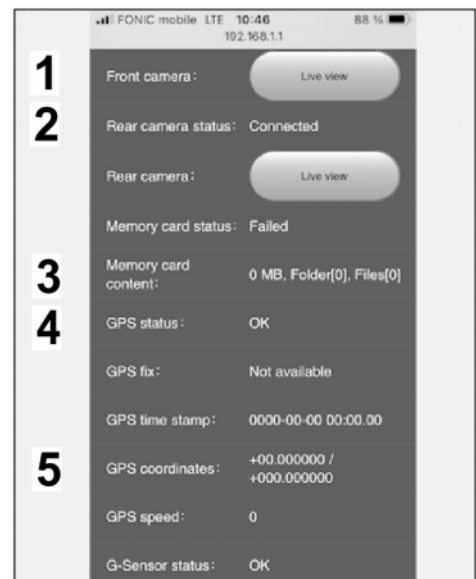 FONIC mobile LTE 10:46 88 %
192.168.1.1
1 Front camera: Live view
2 Rear camera status: Connected
Rear camera: Live view
Memory card status: Failed
3 Memory card
content: 0 MB, Folder[0], Files[0]
4 GPS status: OK
GPS fix: Not available
GPS time stamp: 0000-00-00 00:00.00
5 GPS coordinates: +00.000000 /
+000.000000
GPS speed: 0
G-Sensor status: OK